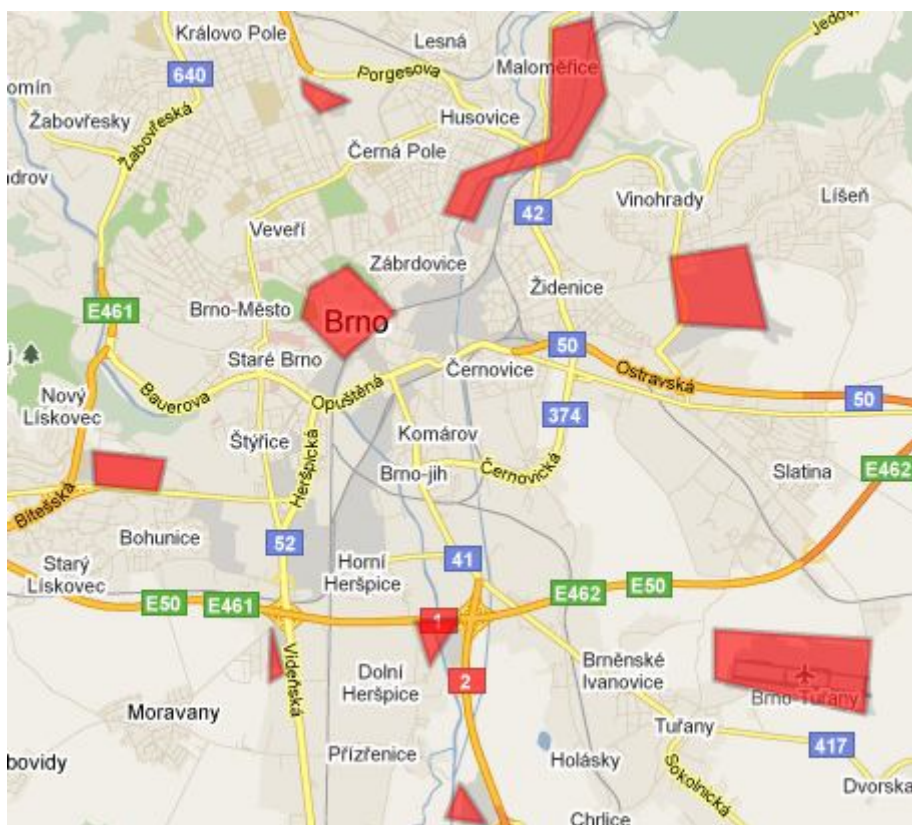 Královo Pole
Lesná
Jedov
640
Porgesova
Maloměřice
omín
Žabovřesky
Žabovřeská
Husovice
Černá Pole
ndrov
Vinohrady
Líšeň
42
Veveří
Zábrdovice
E461
Brno-Město
Židenice
Brno
50
Staré Brno
Černovice
Ostravská
Nový
Lískovec
Bauerova
Opuštěná
50
374
Štýřice
Heršpická
Komárov
Brno-jih
Černovická
Slatina
E462
Bítešská
Bohunice
52
Starý
Lískovec
Horní
Heršpice
41
E50
E461
E462
E50
1
Vídeňská
Dolní
Heršpice
2
Brněnské
Ivanovice
Brno-Tuřany
Moravany
Tuřany
Přízřenice
417
bovidy
Holásky
Sokolnická
Dvorska
Chrlice